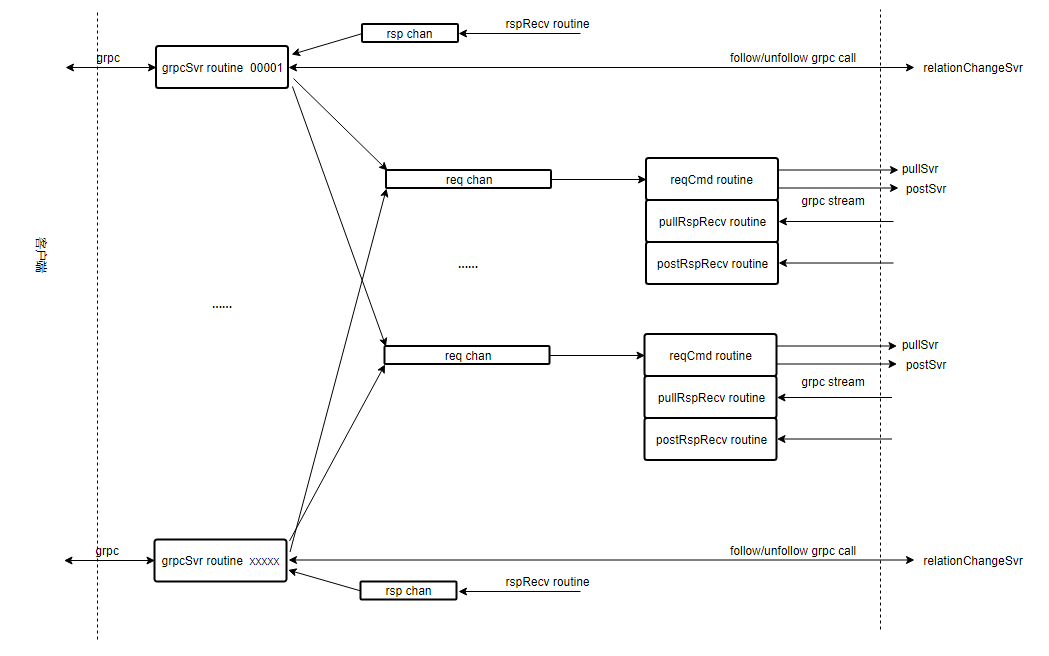 rspRecv routine
rsp chan
grpc
grpcSvr routine 00001
follow/unfollow grpc call
relationChangeSvr
req chan
reqCmd routine
pullSvr
postSvr
grpc stream
pullRspRecv routine
postRspRecv routine
客户端
......
......
req chan
reqCmd routine
pullSvr
postSvr
grpc stream
pullRspRecv routine
postRspRecv routine
grpc
grpcSvr routine xxxxx
follow/unfollow grpc call
relationChangeSvr
rspRecv routine
rsp chan